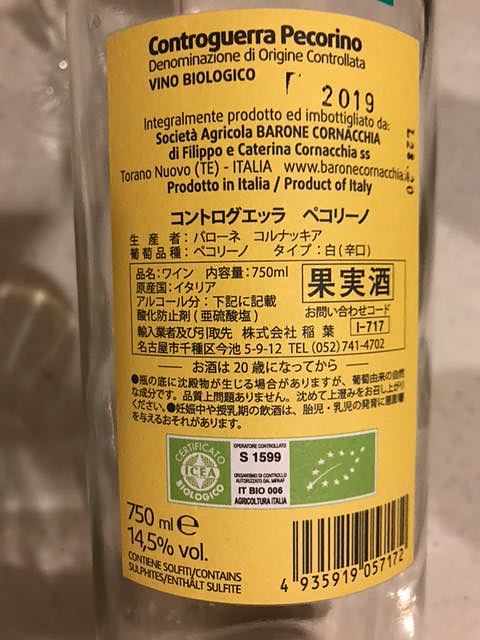 Controguerra Pecorino
Denominazione di Origine Controllata
VINO BIOLOGICO
2019
Integralmente prodotto ed imbottigliato da:
Società Agricola BARONE CORNACCHIA
di Filippo e Caterina Cornacchia ss
Torano Nuovo (TE) - ITALIA www.baronecornacchia.
Prodotto in Italia / Product of Italy
コントログエッラ ペコリーノ
生産者:バローネ コルナッキア
葡萄品種:ペコリーノ タイプ:白(辛口)
品名:ワイン 内容量:750ml
原産国:イタリア
アルコール分:下記に記載
酸化防止剤(亜硫酸塩)
果実酒
お問い合わせコード
I-717
輸入業者及び引取先 株式会社 稲葉
名古屋市千種区今池5-9-12 TEL(052)741-4702
お酒は20歳になってから
●瓶の底に沈殿物が生じる場合がありますが、葡萄由来の自然
な成分です。品質上問題ありません。沈めて上澄みをお召し上がり
ください。●妊娠中や授乳期の飲酒は、胎児・乳児の発育に悪影響
を与えるおそれがあります。
CERTIFICATO
ICEA
BIOLOGICO
OPERATORE CONTROLLATO
S 1599
ORGANISMO DI CONTROLLO
AUTORIZZATO DAL MIPAAF
IT BIO 006
AGRICOLTURA ITALIA
750 ml e
14,5% vol.
CONTIENE SOLFITI/CONTAINS
SULPHITES/ENTHÄLT SULFITE
4 935919 057172